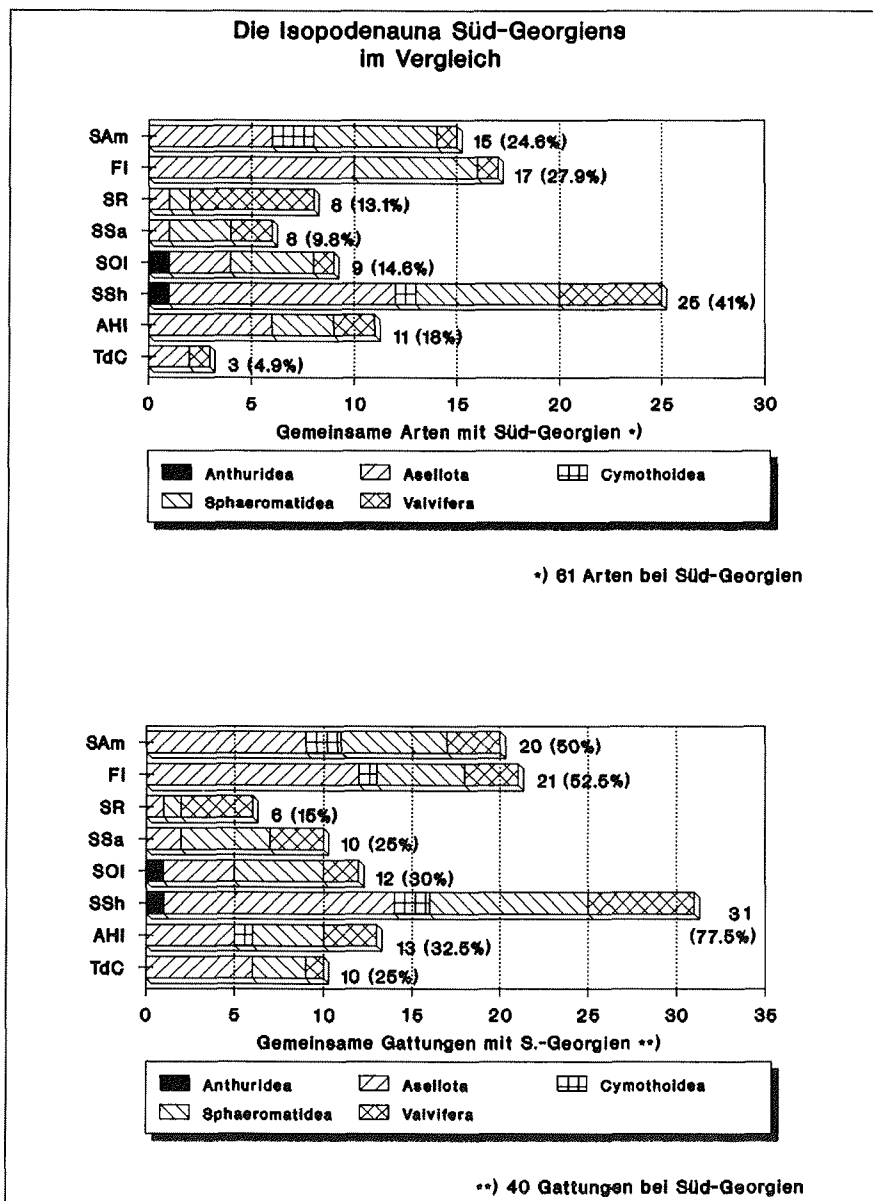 Die Isopodenauna Süd-Georgiens
im Vergleich
SAm 15 (24.6%)
FI 17 (27.9%)
SR 8 (13.1%)
SSa 8 (9.8%)
SOI 9 (14.6%)
SSh 25 (41%)
AHI 11 (18%)
TdC 3 (4.9%)
0 5 10 15 20 25 30
Gemeinsame Arten mit Süd-Georgien *)
Anthuridea Asellota Cymothoidea
Sphaeromatidea Valvifera
*) 61 Arten bei Süd-Georgien
SAm 20 (50%)
FI 21 (52.5%)
SR 6 (15%)
SSa 10 (25%)
SOI 12 (30%)
SSh 31
(77.5%)
AHI 13 (32.5%)
TdC 10 (25%)
0 5 10 15 20 25 30 35
Gemeinsame Gattungen mit S.-Georgien **)
Anthuridea Asellota Cymothoidea
Sphaeromatidea Valvifera
**) 40 Gattungen bei Süd-Georgien